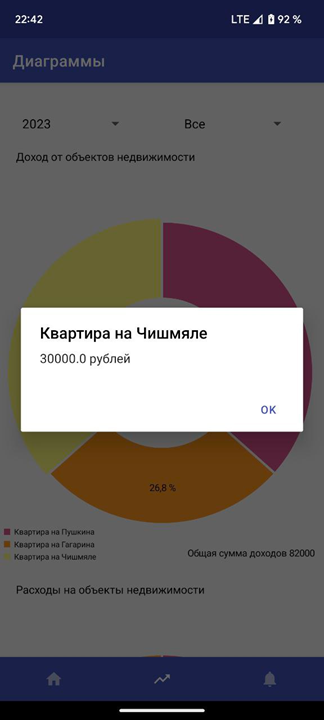 22:42
LTE 92 %
Диаграммы
2023
Все
Доход от объектов недвижимости
Квартира на Чишмяле
30000.0 рублей
OK
26,8 %
Квартира на Пушкина
Квартира на Гагарина
Квартира на Чишмяле
Общая сумма доходов 82000
Расходы на объекты недвижимости